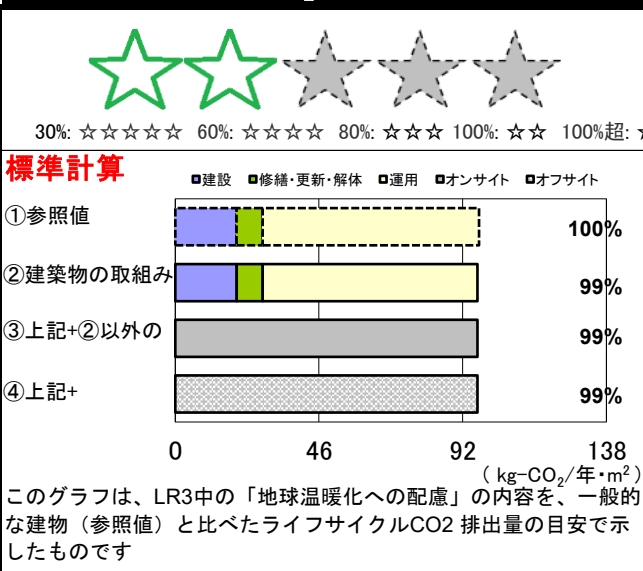 30%: ☆☆☆☆☆ 60%: ☆☆☆☆ 80%: ☆☆☆ 100%: ☆☆ 100%超: ☆
標準計算
建設 修繕・更新・解体 運用 オンサイト オフサイト
①参照値 100%
②建築物の取組み 99%
③上記+②以外の 99%
④上記+ 99%
0 46 92 138
( kg-CO₂/年・m² )
このグラフは、LR3中の「地球温暖化への配慮」の内容を、一般的
な建物（参照値）と比べたライフサイクルCO2 排出量の目安で示
したものです